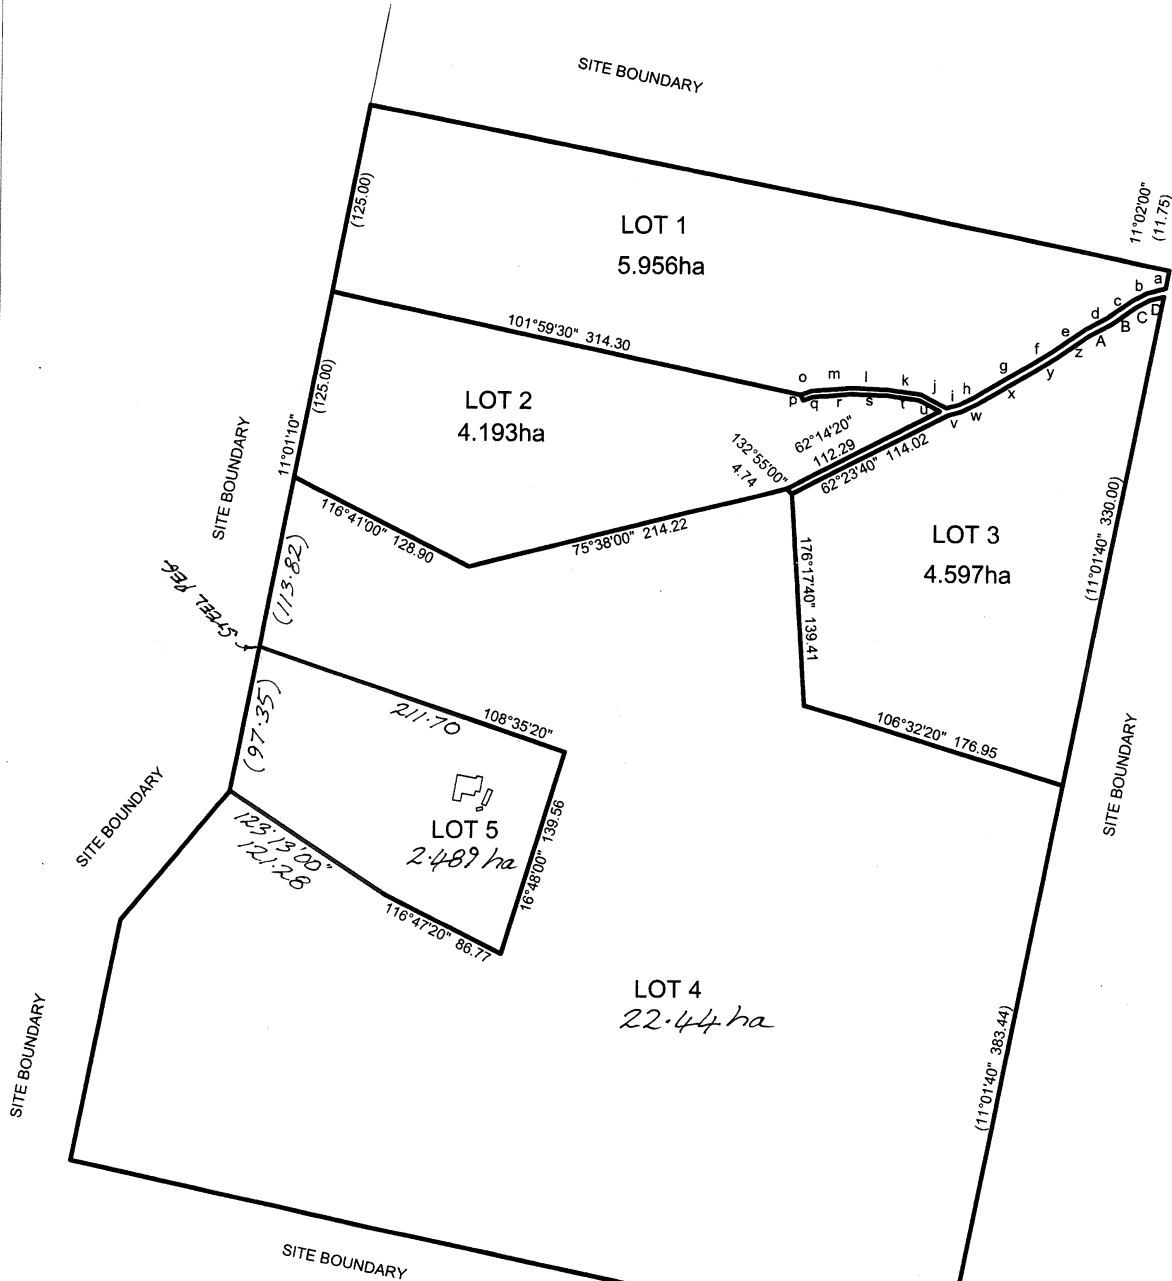 SITE BOUNDARY
11°02'00"
(11.75)
(125.00)
LOT 1
5.956ha
a
b
c
d
e
f
g
h
i
j
k
l
m
o
p
q
r
s
t
u
v
w
x
y
z
A
B
C
D
101°59'30" 314.30
(125.00)
LOT 2
4.193ha
62°14'20"
112.29
132°55'00"
4.74
62°23'40" 114.02
11°01'10"
SITE BOUNDARY
116°41'00" 128.90
75°38'00" 214.22
LOT 3
4.597ha
(11°01'40" 330.00)
176°17'40" 139.41
(113.82)
STEEL PEG
211.70
108°35'20"
106°32'20" 176.95
(97.35)
SITE BOUNDARY
SITE BOUNDARY
LOT 5
2.489ha
16°48'00" 139.56
123°13'00"
121.28
116°47'20" 86.77
LOT 4
22.44ha
SITE BOUNDARY
(11°01'40" 383.44)
SITE BOUNDARY